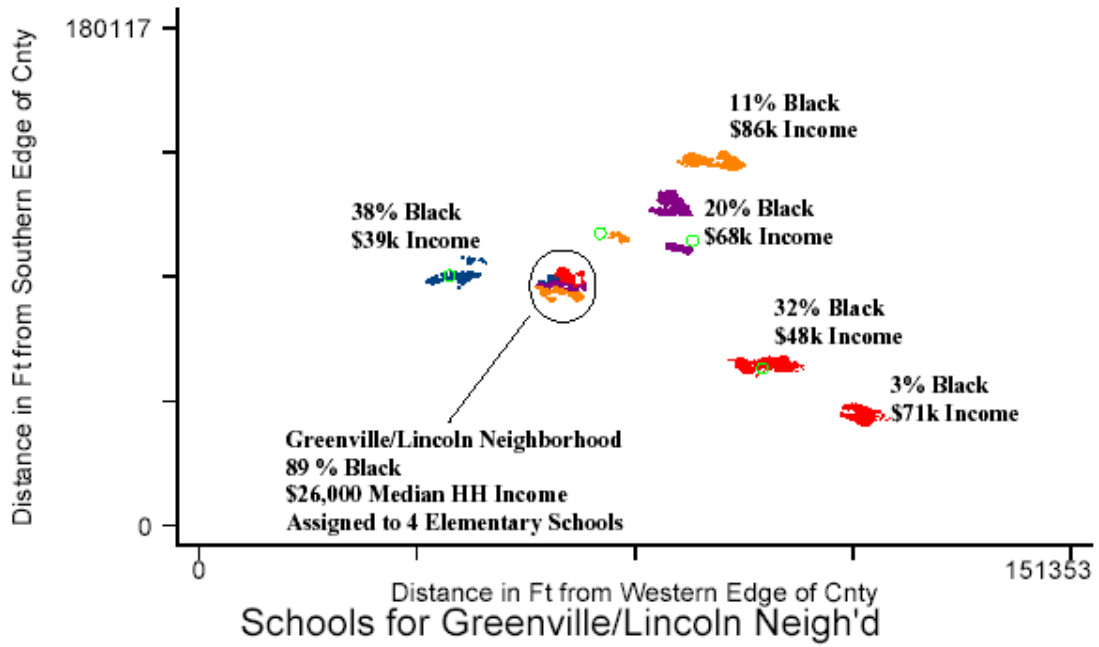 180117
Distance in Ft from Southern Edge of Cnty
11% Black
$86k Income
38% Black
$39k Income
20% Black
$68k Income
32% Black
$48k Income
3% Black
$71k Income
Greenville/Lincoln Neighborhood
89 % Black
$26,000 Median HH Income
Assigned to 4 Elementary Schools
0
0
151353
Distance in Ft from Western Edge of Cnty
Schools for Greenville/Lincoln Neigh'd